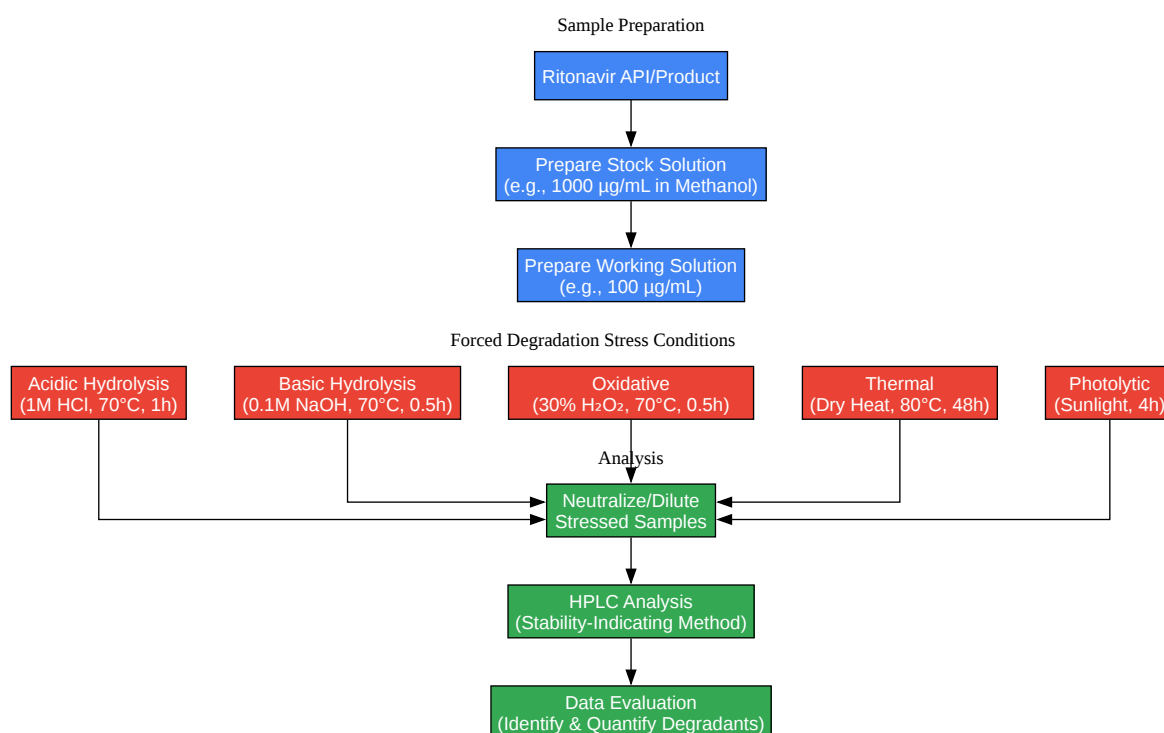 Sample Preparation
Ritonavir API/Product
Prepare Stock Solution
(e.g., 1000 µg/mL in Methanol)
Prepare Working Solution
(e.g., 100 µg/mL)
Forced Degradation Stress Conditions
Acidic Hydrolysis
(1M HCl, 70°C, 1h)
Basic Hydrolysis
(0.1M NaOH, 70°C, 0.5h)
Oxidative
(30% H₂O₂, 70°C, 0.5h)
Thermal
(Dry Heat, 80°C, 48h)
Photolytic
(Sunlight, 4h)
Analysis
Neutralize/Dilute
Stressed Samples
HPLC Analysis
(Stability-Indicating Method)
Data Evaluation
(Identify & Quantify Degradants)